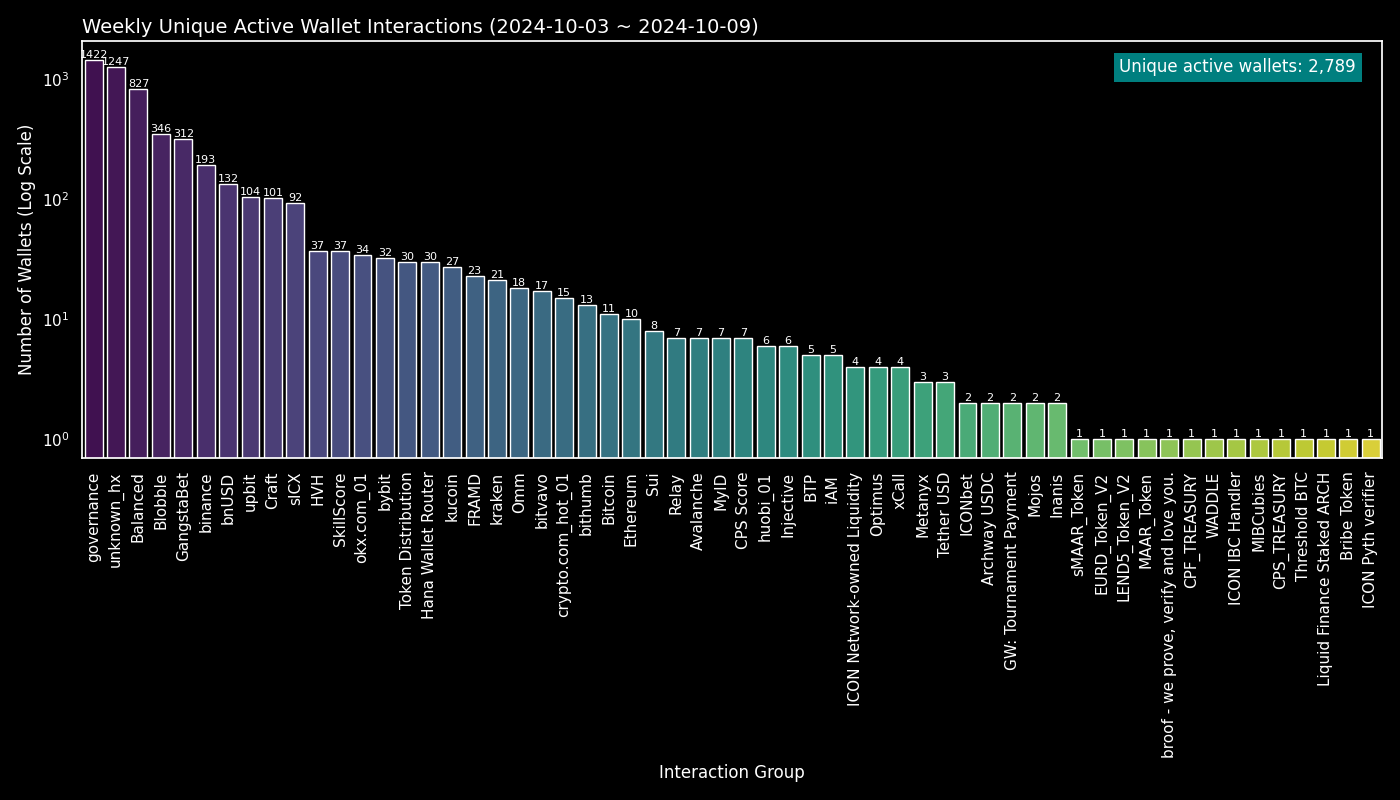 Weekly Unique Active Wallet Interactions (2024-10-03 ~ 2024-10-09)
Unique active wallets: 2,789
Number of Wallets (Log Scale)
10³
10²
10¹
10⁰
1422
1247
827
346
312
193
132
104
101
92
37
37
34
32
30
30
27
23
21
18
17
15
13
11
10
8
7
7
7
7
6
6
5
5
4
4
4
3
3
2
2
2
2
2
1
1
1
1
1
1
1
1
1
1
1
1
1
1
governance
unknown_hx
Balanced
Blobble
GangstaBet
binance
bnUSD
upbit
Craft
sICX
HVH
SkillScore
okx.com_01
bybit
Token Distribution
Hana Wallet Router
kucoin
FRAMD
kraken
Omm
bitvavo
crypto.com_hot_01
bithumb
Bitcoin
Ethereum
Sui
Relay
Avalanche
MyID
CPS Score
huobi_01
Injective
BTP
iAM
ICON Network-owned Liquidity
Optimus
xCall
Metanyx
Tether USD
ICONbet
Archway USDC
GW: Tournament Payment
Mojos
Inanis
sMAAR_Token
EURD_Token_V2
LEND5_Token_V2
MAAR_Token
broof - we prove, verify and love you.
CPF_TREASURY
WADDLE
ICON IBC Handler
MIBCubies
CPS_TREASURY
Threshold BTC
Liquid Finance Staked ARCH
Bribe Token
ICON Pyth verifier
Interaction Group